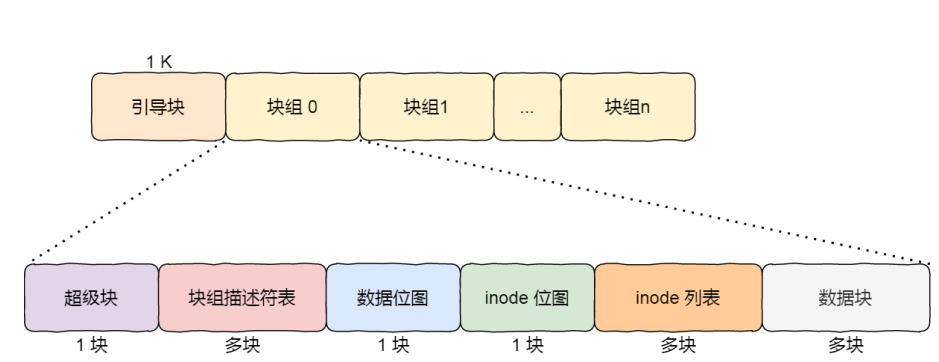 1 K
引导块
块组 0
块组1
...
块组n
超级块
块组描述符表
数据位图
inode 位图
inode 列表
数据块
1 块
多块
1 块
1 块
多块
多块